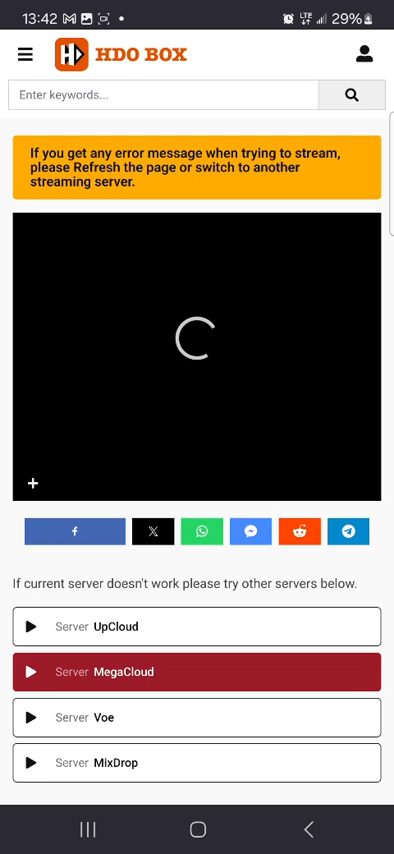 13:42
LTE
29%
HDO BOX
Enter keywords...
If you get any error message when trying to stream,
please Refresh the page or switch to another
streaming server.
If current server doesn't work please try other servers below.
Server UpCloud
Server MegaCloud
Server Voe
Server MixDrop